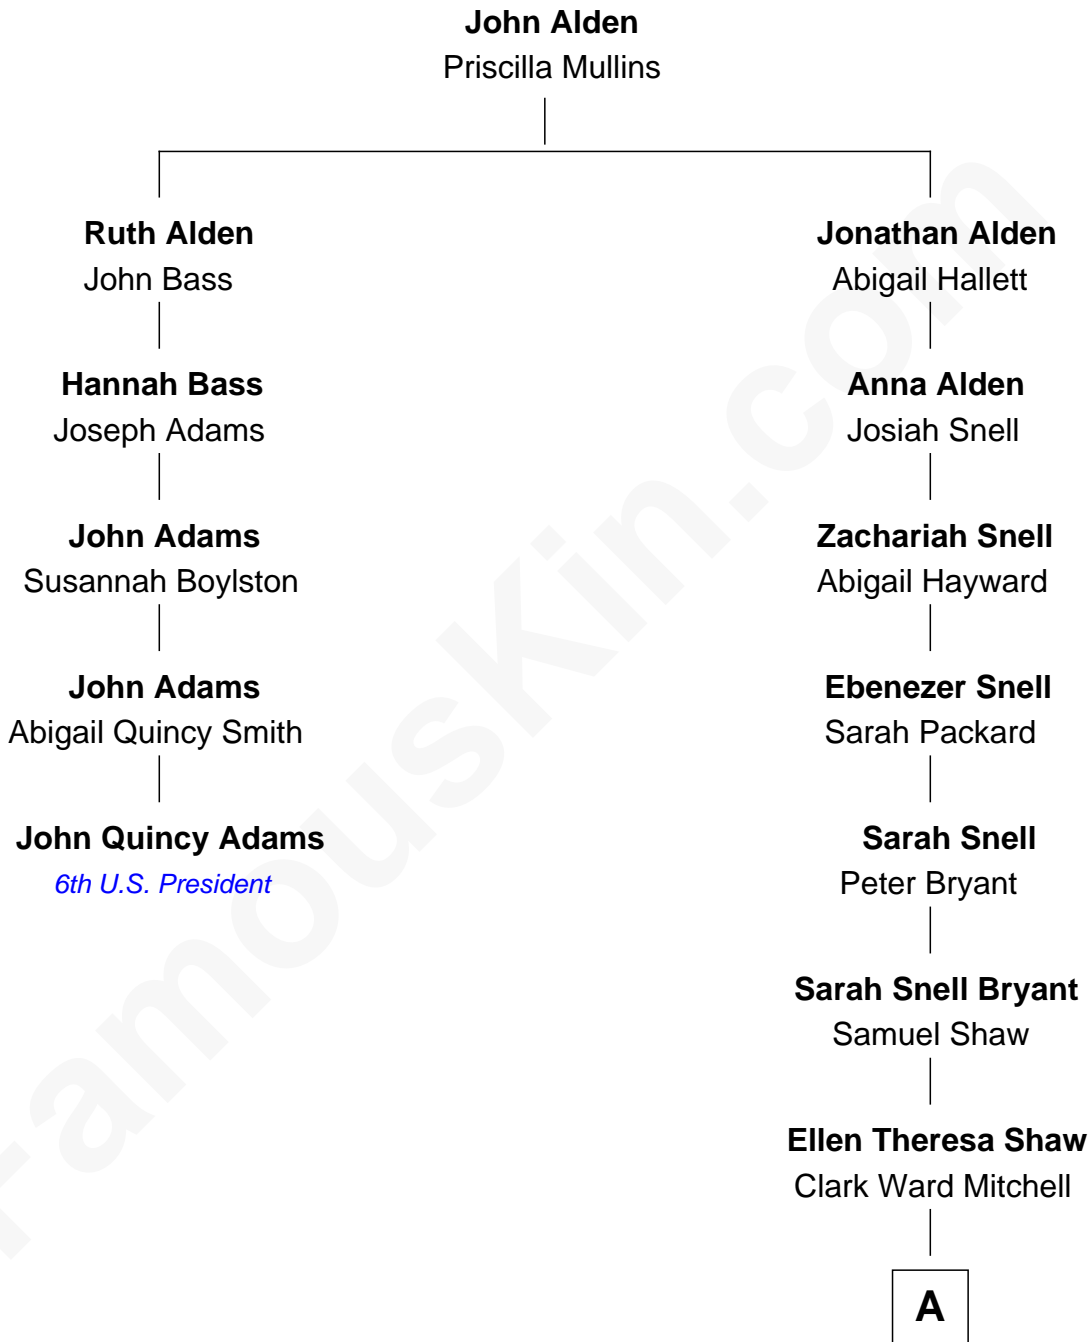 John Alden
Priscilla Mullins
Ruth Alden
John Bass
Hannah Bass
Joseph Adams
John Adams
Susannah Boylston
John Adams
Abigail Quincy Smith
John Quincy Adams
6th U.S. President
Jonathan Alden
Abigail Hallett
Anna Alden
Josiah Snell
Zachariah Snell
Abigail Hayward
Ebenezer Snell
Sarah Packard
Sarah Snell
Peter Bryant
Sarah Snell Bryant
Samuel Shaw
Ellen Theresa Shaw
Clark Ward Mitchell
A
FamousKin.com